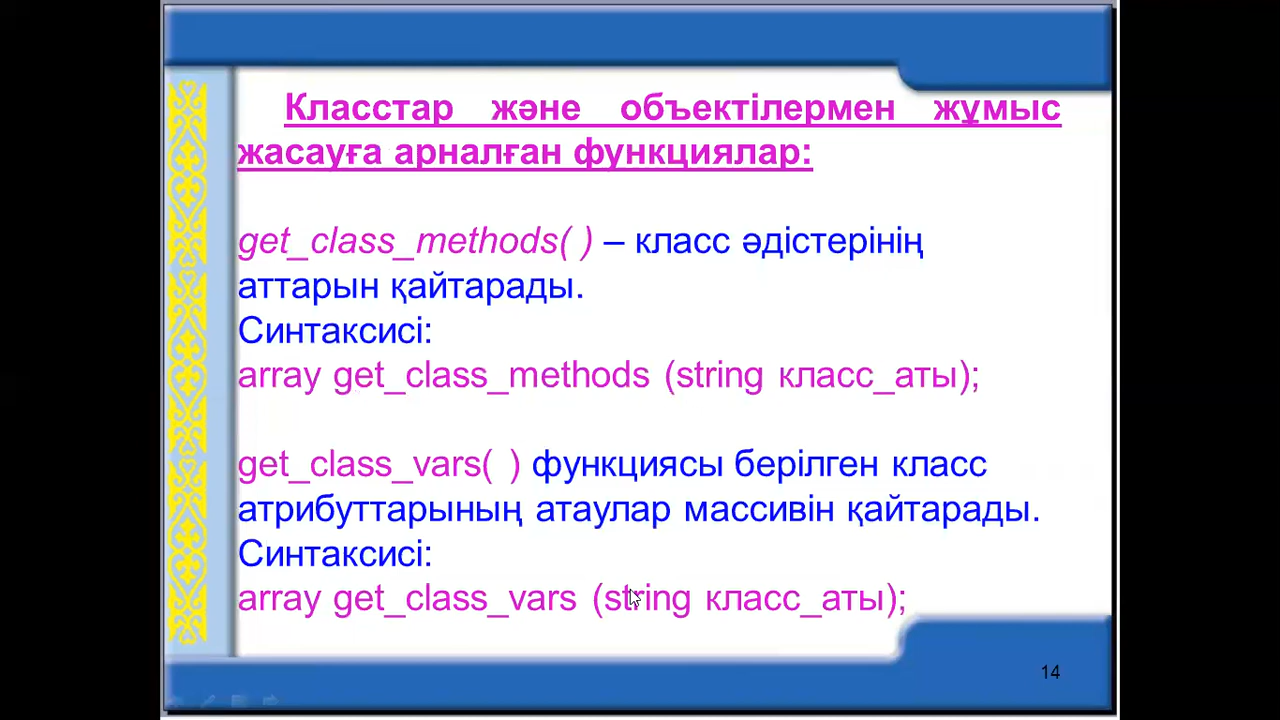 Класстар және объектілермен жұмыс
жасауға арналған функциялар:
get_class_methods( ) – класс әдістерінің
аттарын қайтарады.
Синтаксисі:
array get_class_methods (string класс_аты);
get_class_vars( ) функциясы берілген класс
атрибуттарының атаулар массивін қайтарады.
Синтаксисі:
array get_class_vars (string класс_аты);
14